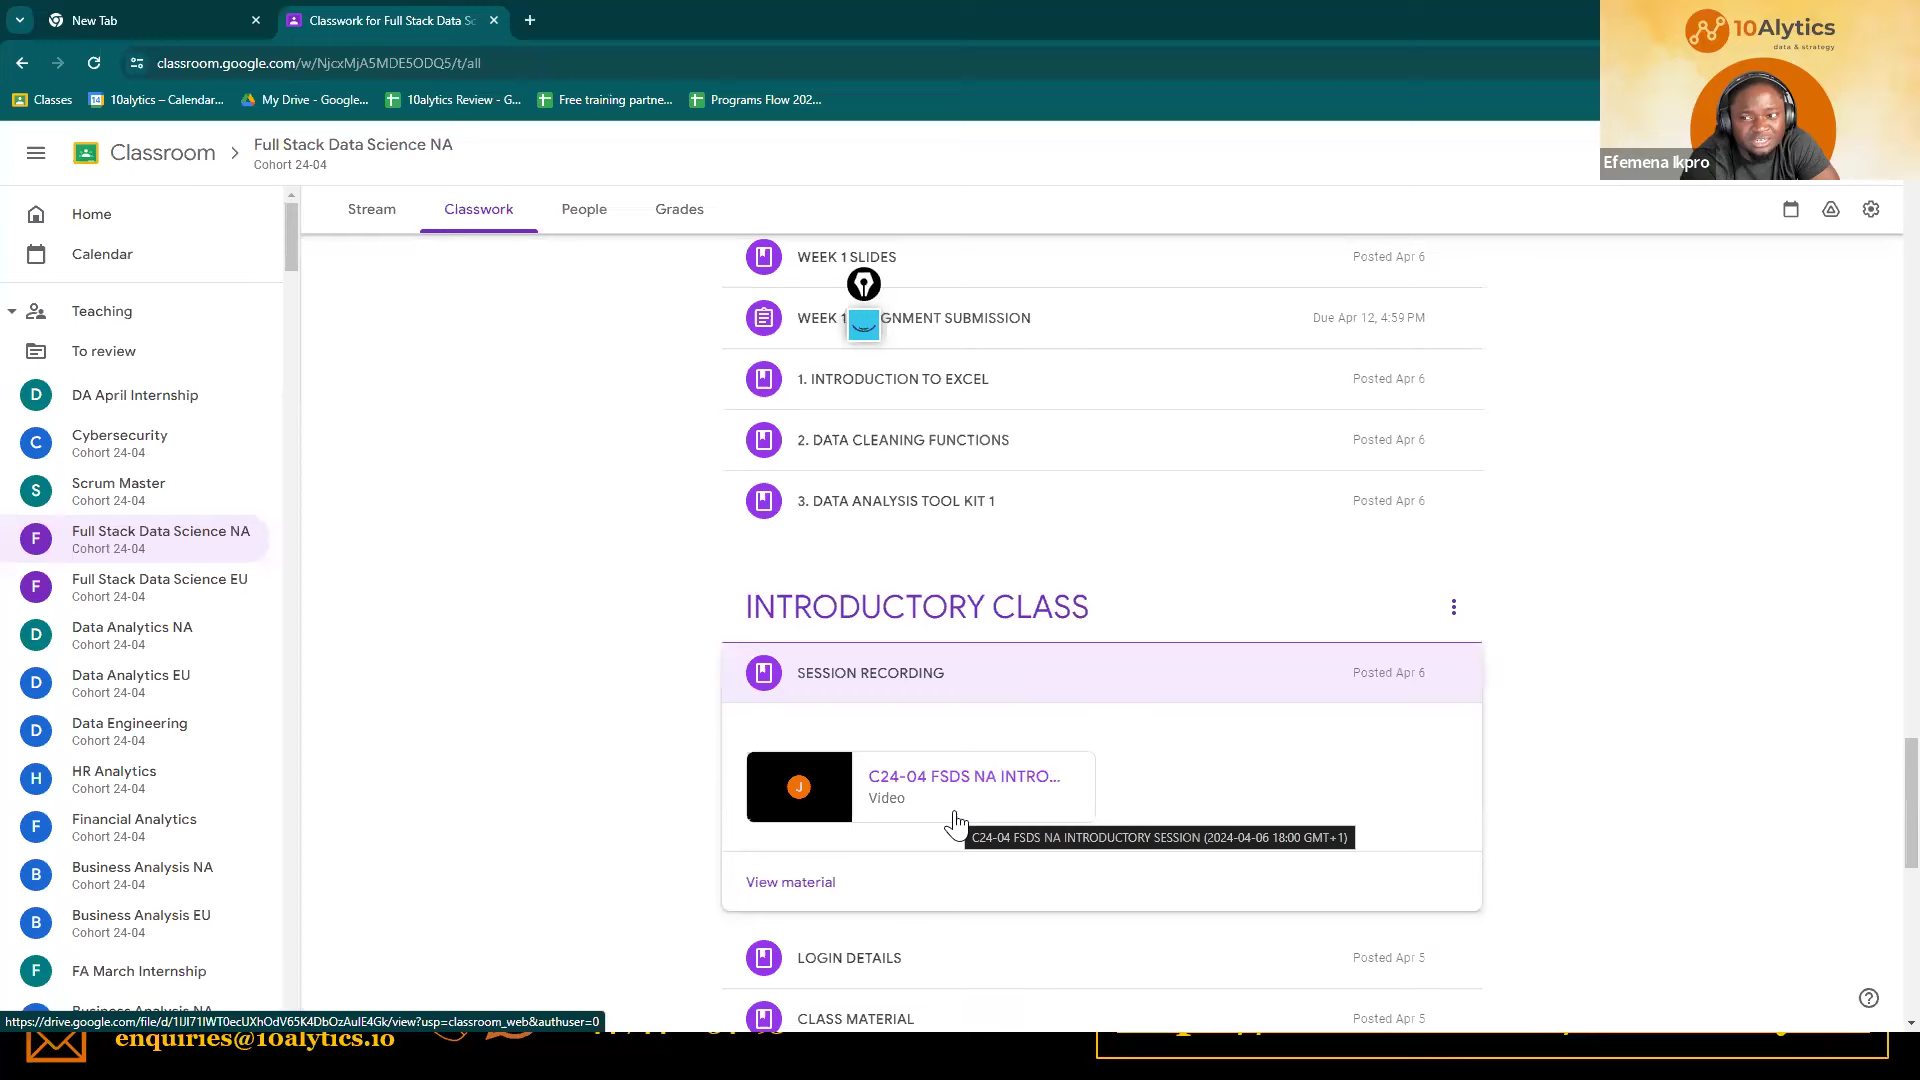 New Tab
Classwork for Full Stack Data Sc
classroom.google.com/w/NjcxMjA5MDE5ODQ5/t/all
Classes
10alytics – Calendar...
My Drive - Google...
10alytics Review - G...
Free training partne...
Programs Flow 202...
10Alytics
data & strategy
Efemena Ikpro
Classroom
Full Stack Data Science NA
Cohort 24-04
Stream
Classwork
People
Grades
Home
Calendar
Teaching
To review
D
DA April Internship
C
Cybersecurity
Cohort 24-04
S
Scrum Master
Cohort 24-04
F
Full Stack Data Science NA
Cohort 24-04
F
Full Stack Data Science EU
Cohort 24-04
D
Data Analytics NA
Cohort 24-04
D
Data Analytics EU
Cohort 24-04
D
Data Engineering
Cohort 24-04
H
HR Analytics
Cohort 24-04
F
Financial Analytics
Cohort 24-04
B
Business Analysis NA
Cohort 24-04
B
Business Analysis EU
Cohort 24-04
F
FA March Internship
Business Analysis NA
WEEK 1 SLIDES
Posted Apr 6
WEEK 1 GNMENT SUBMISSION
Due Apr 12, 4:59 PM
1. INTRODUCTION TO EXCEL
Posted Apr 6
2. DATA CLEANING FUNCTIONS
Posted Apr 6
3. DATA ANALYSIS TOOL KIT 1
Posted Apr 6
INTRODUCTORY CLASS
SESSION RECORDING
Posted Apr 6
J
C24-04 FSDS NA INTRO...
Video
C24-04 FSDS NA INTRODUCTORY SESSION (2024-04-06 18:00 GMT+1)
View material
LOGIN DETAILS
Posted Apr 5
CLASS MATERIAL
Posted Apr 5
https://drive.google.com/file/d/1IJI71IWT0ecUXhOdV65K4DbOzAuIE4Gk/view?usp=classroom_web&authuser=0
enquiries@10alytics.io